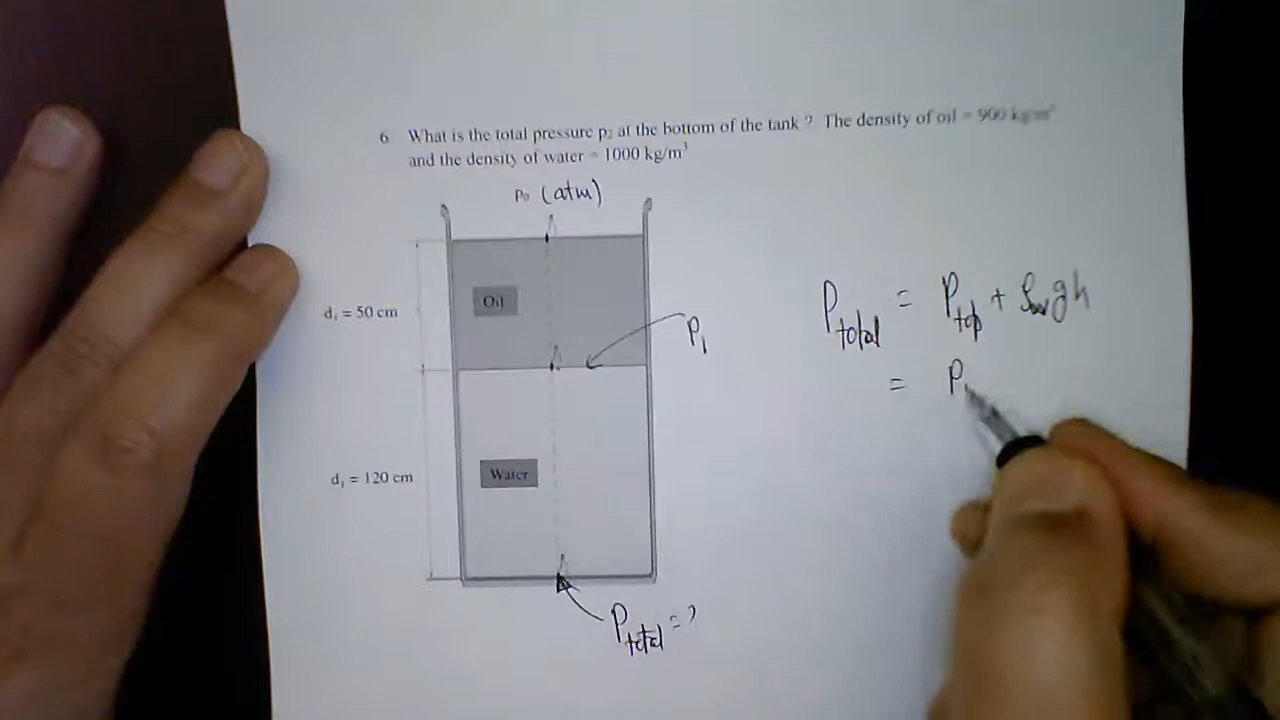 6 What is the total pressure p₂ at the bottom of the tank ? The density of oil = 900 kg/m³
and the density of water = 1000 kg/m³
p₀ (atm)
Oil
d₁ = 50 cm
P₁
P_total = P_top + ρ_w g h
= P
Water
d₁ = 120 cm
P_total = ?